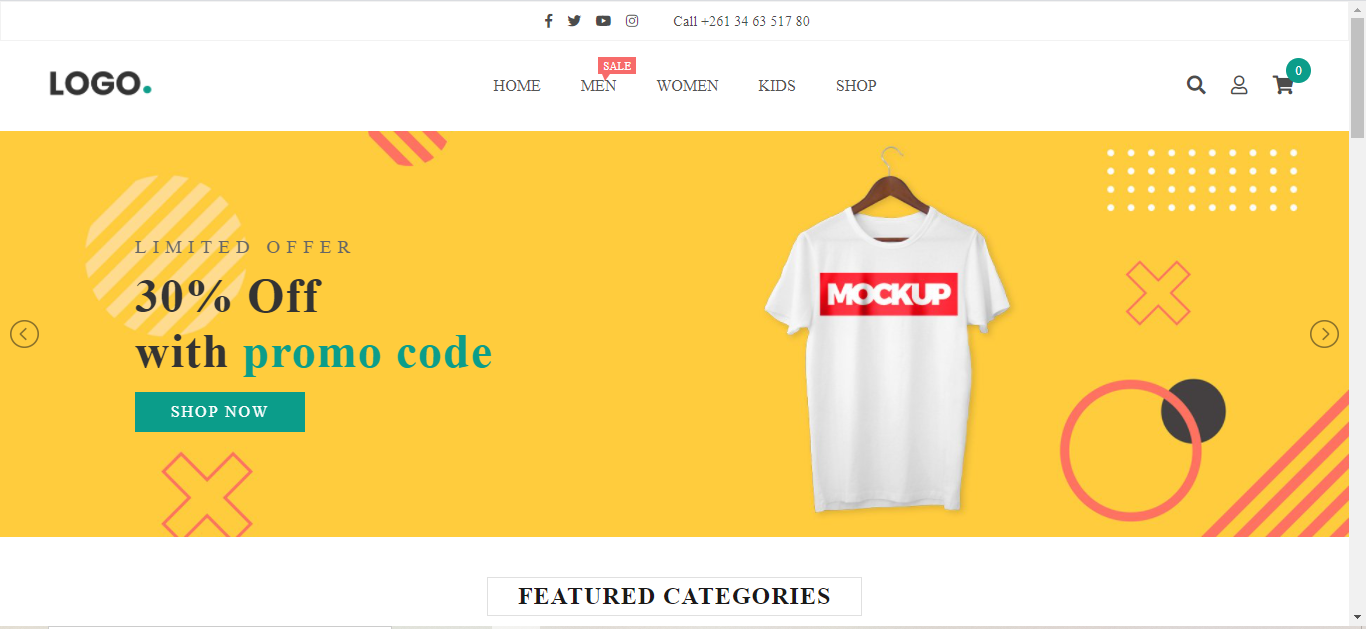 Call +261 34 63 517 80
LOGO.
SALE
HOME MEN WOMEN KIDS SHOP
0
LIMITED OFFER
30% Off
with promo code
SHOP NOW
MOCKUP
FEATURED CATEGORIES